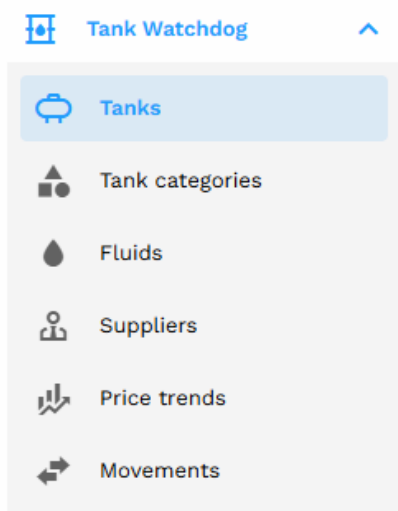 Tank Watchdog
Tanks
Tank categories
Fluids
Suppliers
Price trends
Movements